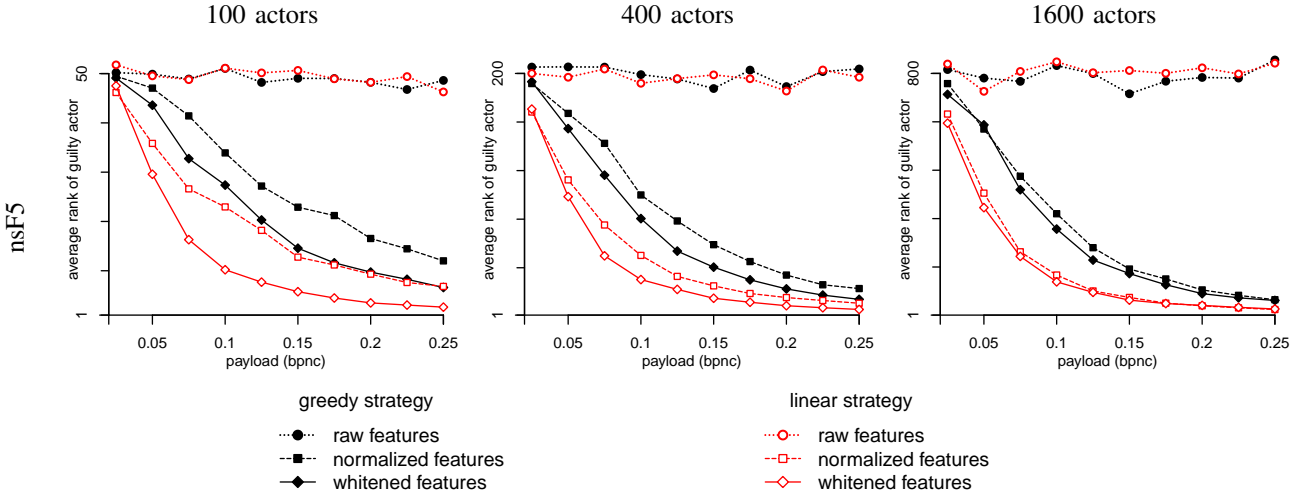 100 actors
400 actors
1600 actors
nsF5
average rank of guilty actor
50
1
0.05 0.1 0.15 0.2 0.25
payload (bpnc)
average rank of guilty actor
200
1
0.05 0.1 0.15 0.2 0.25
payload (bpnc)
average rank of guilty actor
800
1
0.05 0.1 0.15 0.2 0.25
payload (bpnc)
greedy strategy
raw features
normalized features
whitened features
linear strategy
raw features
normalized features
whitened features